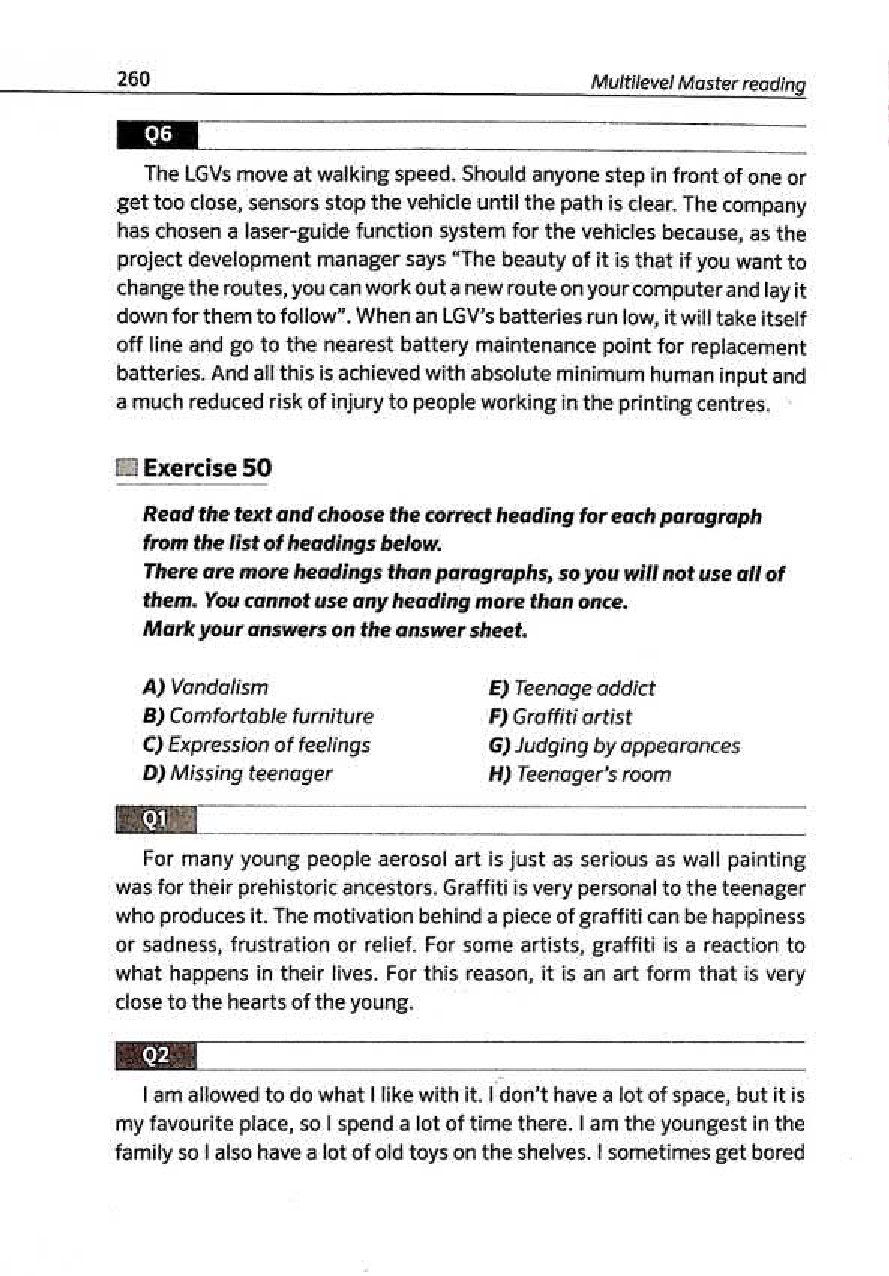 260
Multilevel Master reading
Q6
The LGVs move at walking speed. Should anyone step in front of one or
get too close, sensors stop the vehicle until the path is clear. The company
has chosen a laser-guide function system for the vehicles because, as the
project development manager says "The beauty of it is that if you want to
change the routes, you can work out a new route on your computer and lay it
down for them to follow". When an LGV's batteries run low, it will take itself
off line and go to the nearest battery maintenance point for replacement
batteries. And all this is achieved with absolute minimum human input and
a much reduced risk of injury to people working in the printing centres.
Exercise 50
Read the text and choose the correct heading for each paragraph
from the list of headings below.
There are more headings than paragraphs, so you will not use all of
them. You cannot use any heading more than once.
Mark your answers on the answer sheet.
A) Vandalism
B) Comfortable furniture
C) Expression of feelings
D) Missing teenager
E) Teenage addict
F) Graffiti artist
G) Judging by appearances
H) Teenager's room
Q1
For many young people aerosol art is just as serious as wall painting
was for their prehistoric ancestors. Graffiti is very personal to the teenager
who produces it. The motivation behind a piece of graffiti can be happiness
or sadness, frustration or relief. For some artists, graffiti is a reaction to
what happens in their lives. For this reason, it is an art form that is very
close to the hearts of the young.
Q2
I am allowed to do what I like with it. I don't have a lot of space, but it is
my favourite place, so I spend a lot of time there. I am the youngest in the
family so I also have a lot of old toys on the shelves. I sometimes get bored